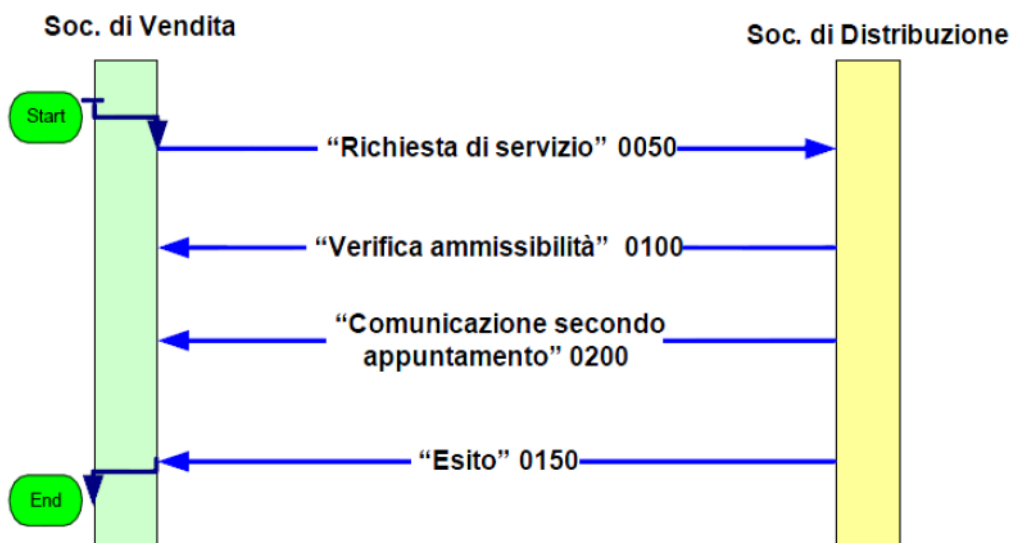 Soc. di Vendita
Soc. di Distribuzione
Start
“Richiesta di servizio” 0050
“Verifica ammissibilità” 0100
“Comunicazione secondo
appuntamento” 0200
“Esito” 0150
End